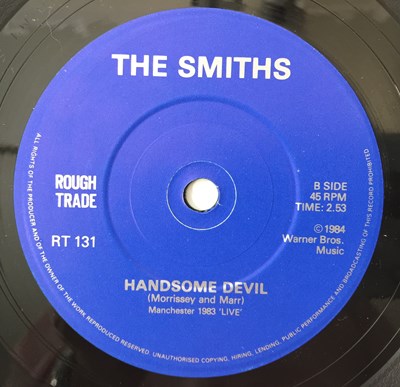 THE SMITHS
ROUGH
TRADE
RT 131
B SIDE
45 RPM
TIME: 2.53
©1984
Warner Bros.
Music
HANDSOME DEVIL
(Morrissey and Marr)
Manchester 1983 'LIVE'
ALL RIGHTS OF THE PRODUCER AND OF THE OWNER OF THE WORK REPRODUCED RESERVED. UNAUTHORISED COPYING, HIRING, LENDING, PUBLIC PERFORMANCE AND BROADCASTING OF THIS RECORD PROHIBITED